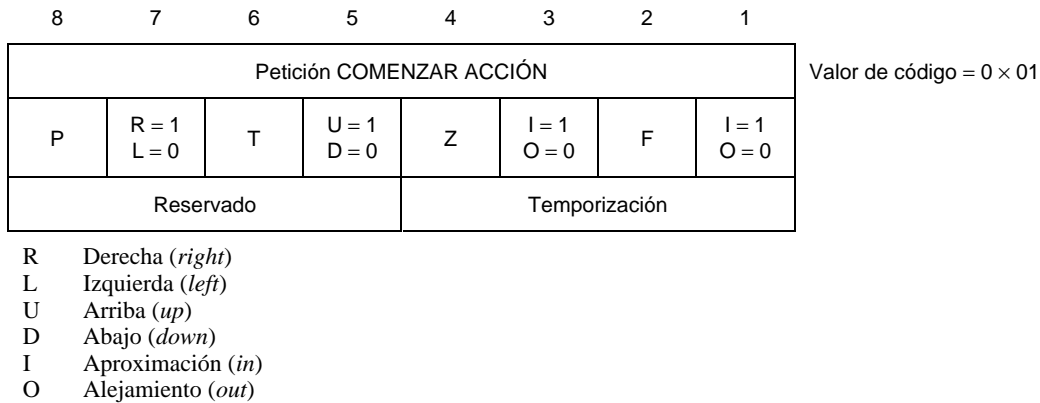 8 7 6 5 4 3 2 1
Petición COMENZAR ACCIÓN Valor de código = 0 × 01
P R = 1 T U = 1 Z I = 1 F I = 1
L = 0 D = 0 O = 0 O = 0
Reservado Temporización
R Derecha (right)
L Izquierda (left)
U Arriba (up)
D Abajo (down)
I Aproximación (in)
O Alejamiento (out)